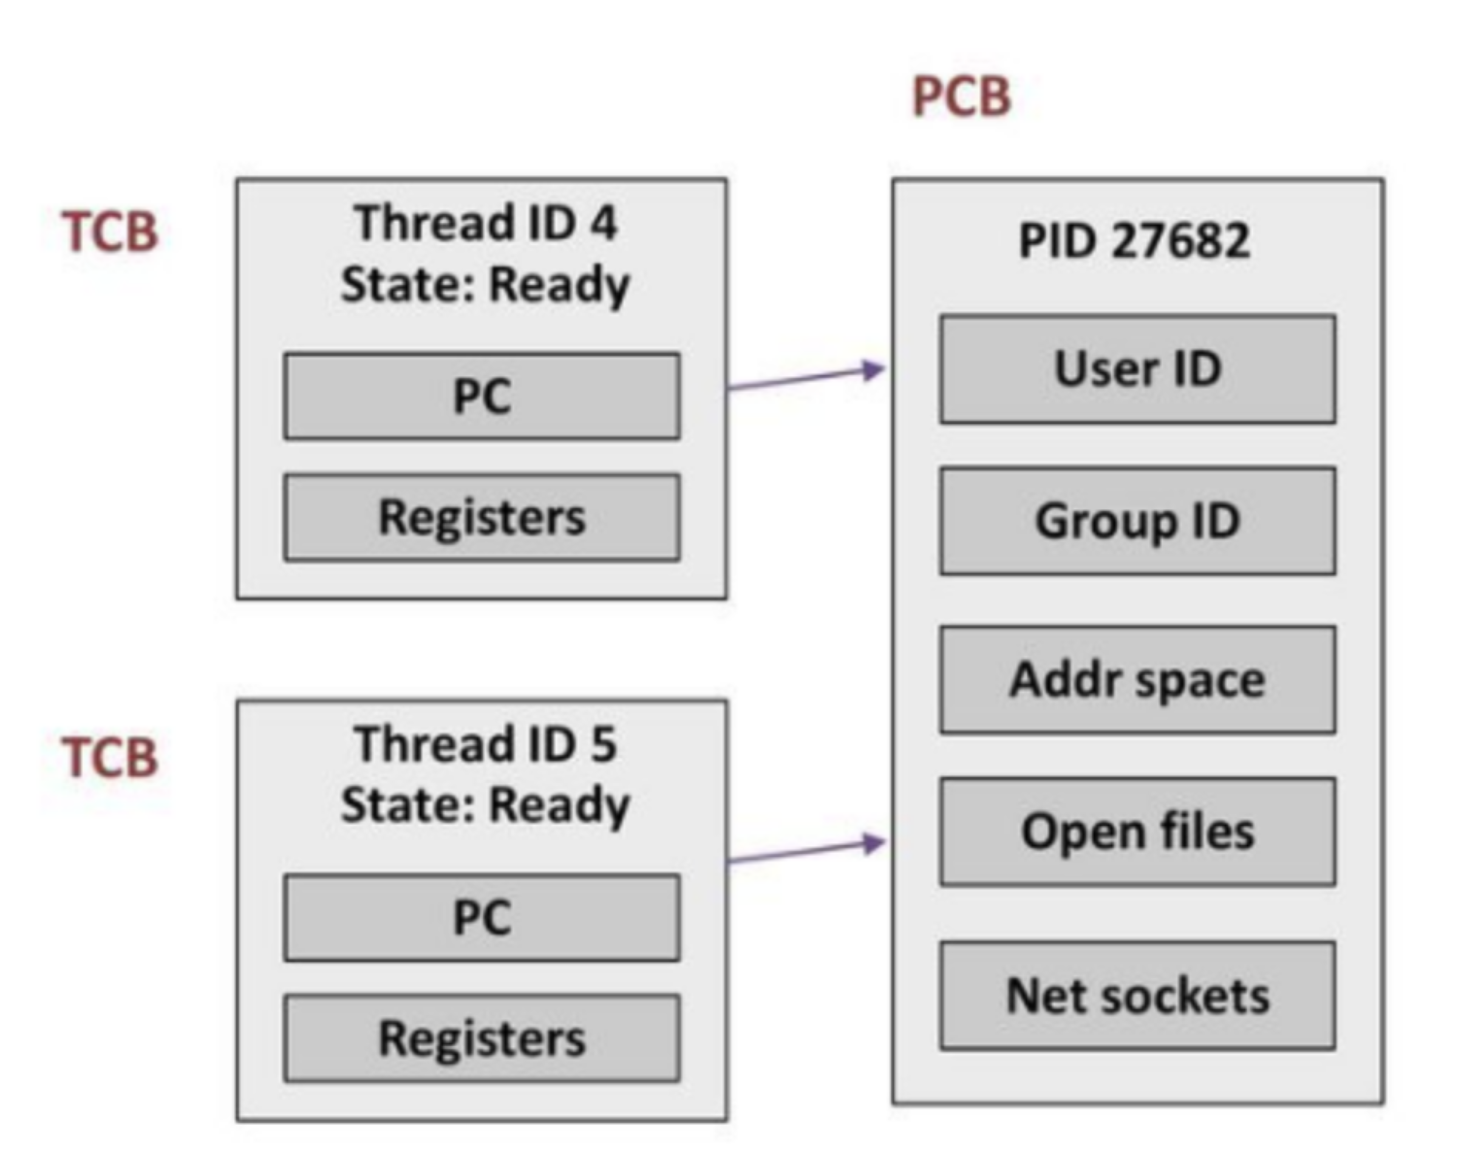 PCB
TCB
Thread ID 4
State: Ready
PC
Registers
TCB
Thread ID 5
State: Ready
PC
Registers
PID 27682
User ID
Group ID
Addr space
Open files
Net sockets